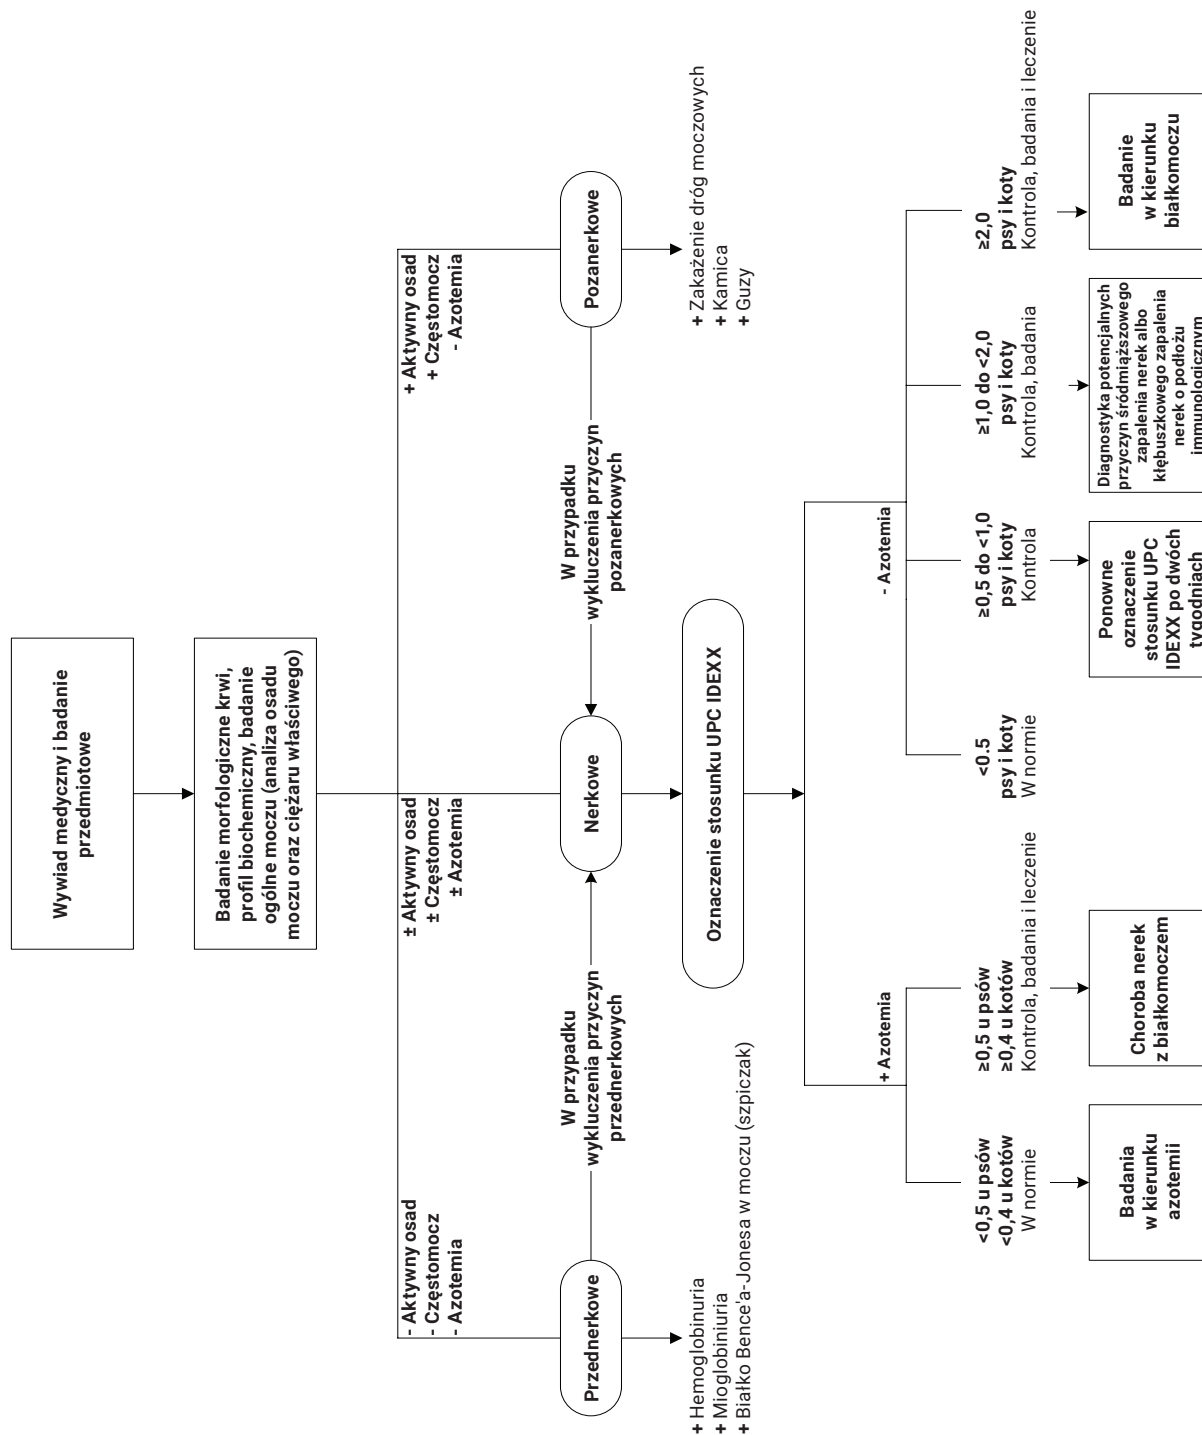 Wywiad medyczny i badanie
przedmiotowe
Badanie morfologiczne krwi,
profil biochemiczny, badanie
ogólne moczu (analiza osadu
moczu oraz ciężaru właściwego)
- Aktywny osad
- Częstomocz
- Azotemia
± Aktywny osad
± Częstomocz
± Azotemia
+ Aktywny osad
+ Częstomocz
- Azotemia
Przednerkowe
W przypadku
wykluczenia przyczyn
przednerkowych
Nerkowe
W przypadku
wykluczenia przyczyn
pozanerkowych
Pozanerkowe
+ Hemoglobinuria
+ Mioglobiniuria
+ Białko Bence'a-Jonesa w moczu (szpiczak)
+ Zakażenie dróg moczowych
+ Kamica
+ Guzy
Oznaczenie stosunku UPC IDEXX
+ Azotemia
- Azotemia
<0,5 u psów
<0,4 u kotów
W normie
≥0,5 u psów
≥0,4 u kotów
Kontrola, badania i leczenie
<0.5
psy i koty
W normie
≥0,5 do <1,0
psy i koty
Kontrola
≥1,0 do <2,0
psy i koty
Kontrola, badania
≥2,0
psy i koty
Kontrola, badania i leczenie
Badania
w kierunku
azotemii
Choroba nerek
z białkomoczem
Ponowne
oznaczenie
stosunku UPC
IDEXX po dwóch
tygodniach
Diagnostyka potencjalnych
przyczyn śródmiąższowego
zapalenia nerek albo
kłębuszkowego zapalenia
nerek o podłożu
immunologicznym
Badanie
w kierunku
białkomoczu